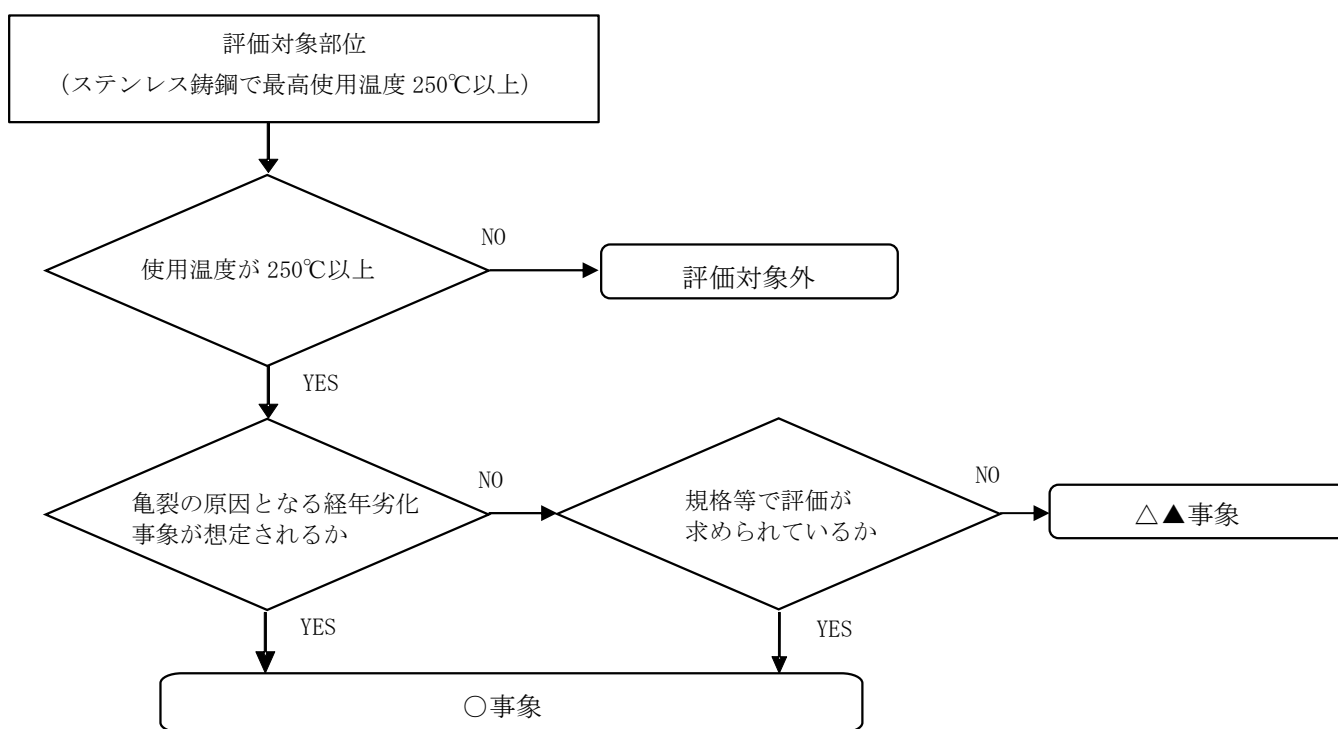 評価対象部位
(ステンレス鋳鋼で最高使用温度 250℃以上)
NO
使用温度が 250℃以上
評価対象外
YES
亀裂の原因となる経年劣化
事象が想定されるか
NO
規格等で評価が
求められているか
NO
△▲事象
YES
YES
○事象